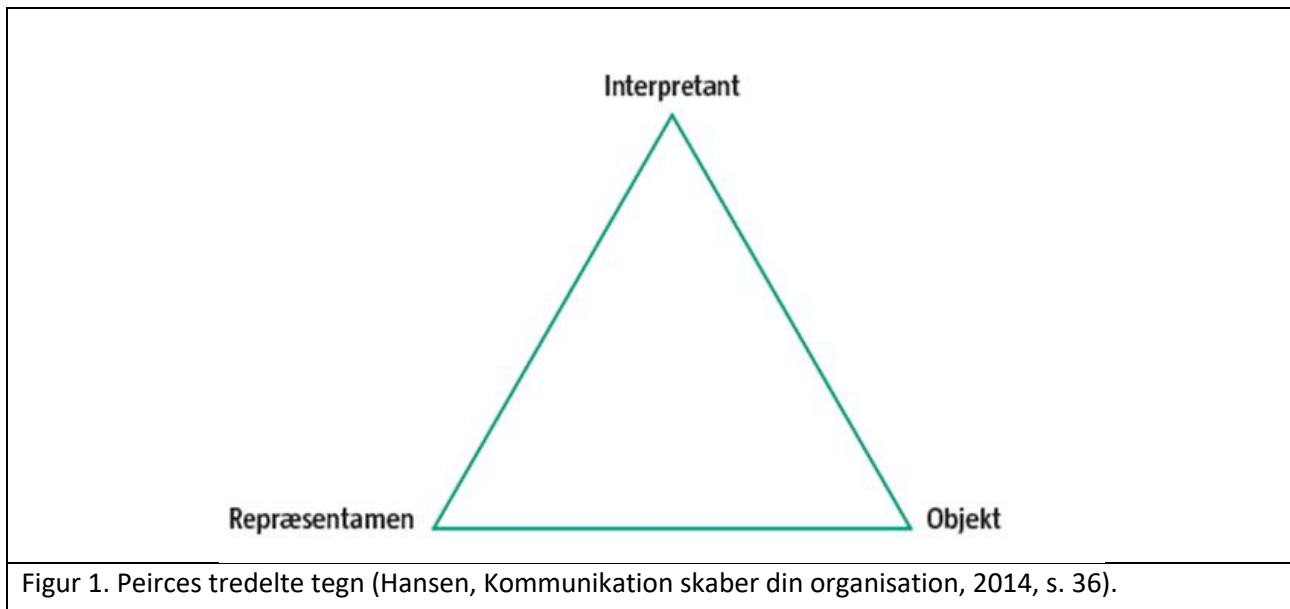 Interpretant
Repræsentamen
Objekt
Figur 1. Peirces tredelte tegn (Hansen, Kommunikation skaber din organisation, 2014, s. 36).